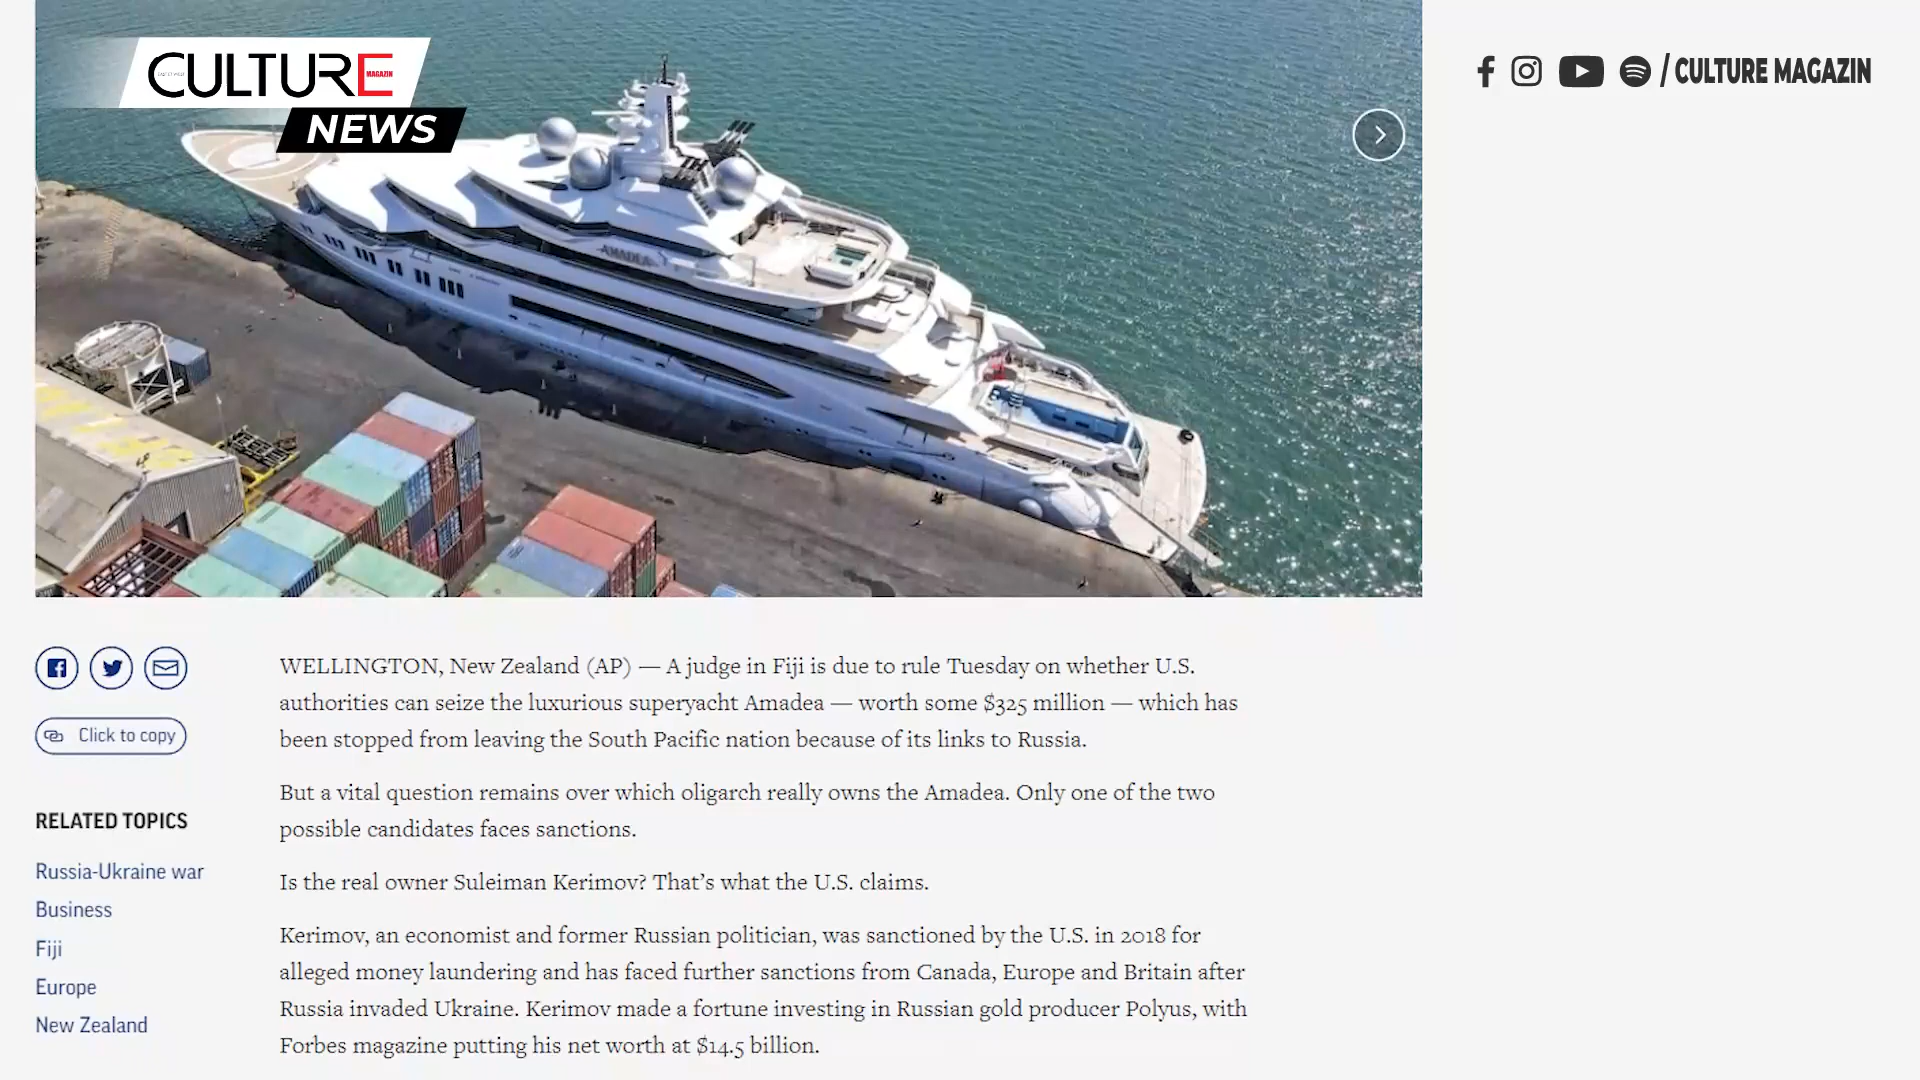 CULTURE
MAGAZIN
NEWS
/ CULTURE MAGAZIN
AMADEA
WELLINGTON, New Zealand (AP) — A judge in Fiji is due to rule Tuesday on whether U.S.
authorities can seize the luxurious superyacht Amadea — worth some $325 million — which has
been stopped from leaving the South Pacific nation because of its links to Russia.
But a vital question remains over which oligarch really owns the Amadea. Only one of the two
possible candidates faces sanctions.
Is the real owner Suleiman Kerimov? That’s what the U.S. claims.
Kerimov, an economist and former Russian politician, was sanctioned by the U.S. in 2018 for
alleged money laundering and has faced further sanctions from Canada, Europe and Britain after
Russia invaded Ukraine. Kerimov made a fortune investing in Russian gold producer Polyus, with
Forbes magazine putting his net worth at $14.5 billion.
Click to copy
RELATED TOPICS
Russia-Ukraine war
Business
Fiji
Europe
New Zealand